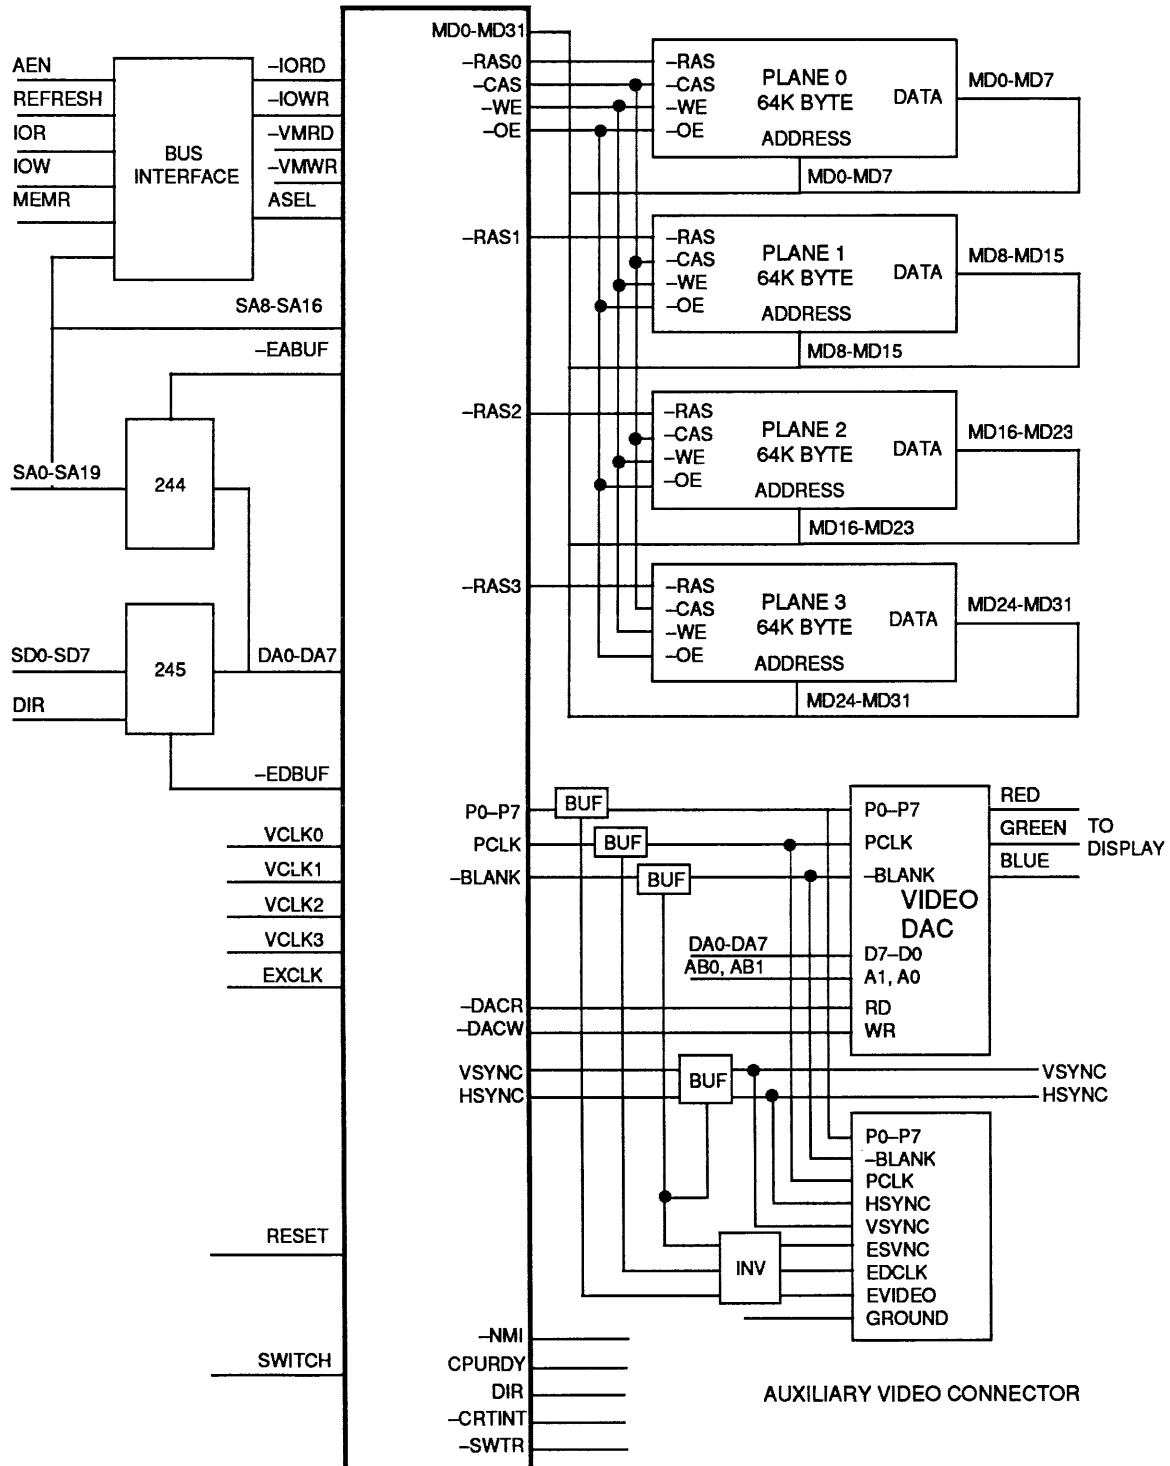 AEN
REFRESH
IOR
IOW
MEMR
BUS
INTERFACE
–IORD
–IOWR
–VMRD
–VMWR
ASEL
SA8-SA16
–EABUF
SA0-SA19
244
SD0-SD7
DIR
245
DA0-DA7
–EDBUF
VCLK0
VCLK1
VCLK2
VCLK3
EXCLK
RESET
SWITCH
MD0-MD31
–RAS0
–CAS
–WE
–OE
–RAS1
–RAS2
–RAS3
–RAS
–CAS
–WE
–OE
PLANE 0
64K BYTE
ADDRESS
DATA
MD0-MD7
MD0-MD7
–RAS
–CAS
–WE
–OE
PLANE 1
64K BYTE
ADDRESS
DATA
MD8-MD15
MD8-MD15
–RAS
–CAS
–WE
–OE
PLANE 2
64K BYTE
ADDRESS
DATA
MD16-MD23
MD16-MD23
–RAS
–CAS
–WE
–OE
PLANE 3
64K BYTE
ADDRESS
DATA
MD24-MD31
MD24-MD31
P0–P7
PCLK
–BLANK
BUF
BUF
BUF
P0–P7
PCLK
–BLANK
VIDEO
DAC
D7–D0
A1, A0
RD
WR
RED
GREEN
BLUE
TO
DISPLAY
DA0-DA7
AB0, AB1
–DACR
–DACW
VSYNC
HSYNC
BUF
VSYNC
HSYNC
P0–P7
–BLANK
PCLK
HSYNC
VSYNC
ESVNC
EDCLK
EVIDEO
GROUND
INV
–NMI
CPURDY
DIR
–CRTINT
–SWTR
AUXILIARY VIDEO CONNECTOR